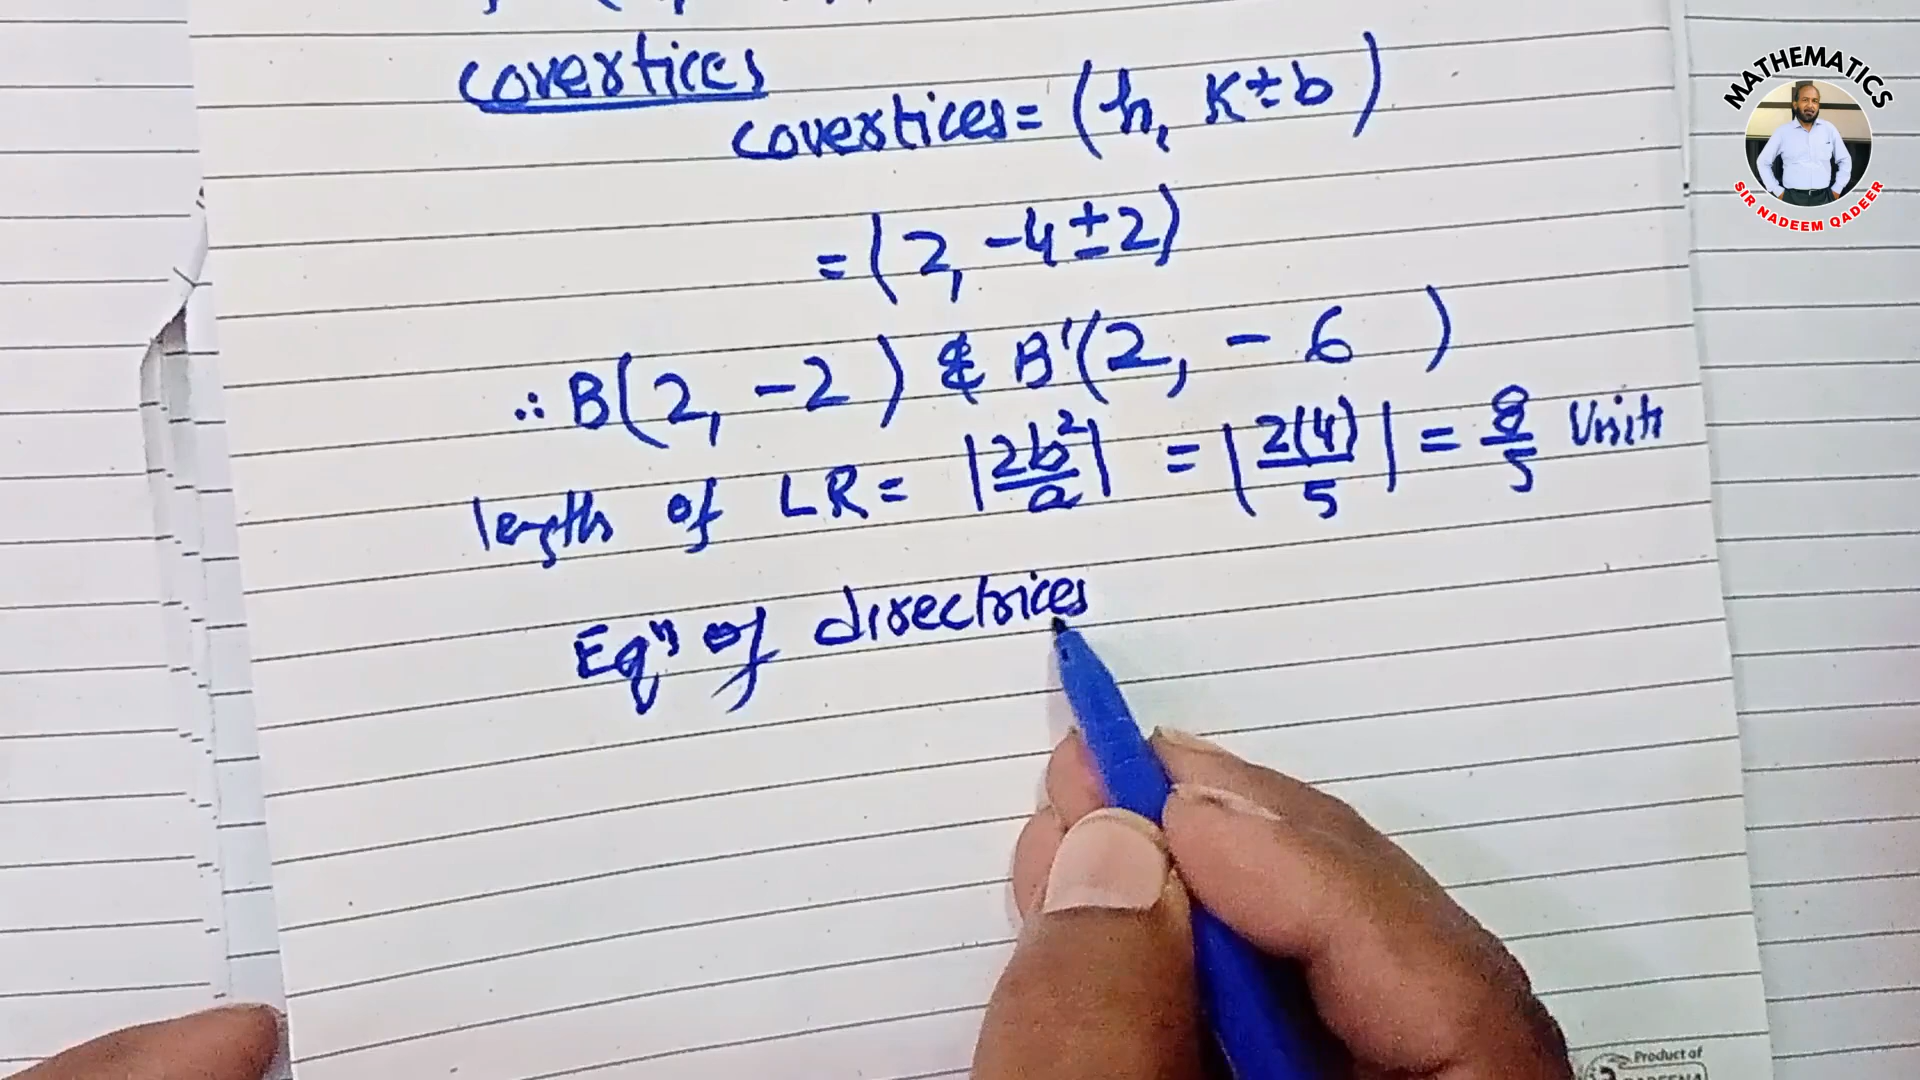 covertices
covertices = (h, K±b)
= (2, -4±2)
∴ B(2, -2) & B'(2, -6)
length of LR = |2b²/a| = |2(4)/5| = 8/5 Units
Eqⁿ of directrices
MATHEMATICS
SIR NADEEM QADEER
Product of